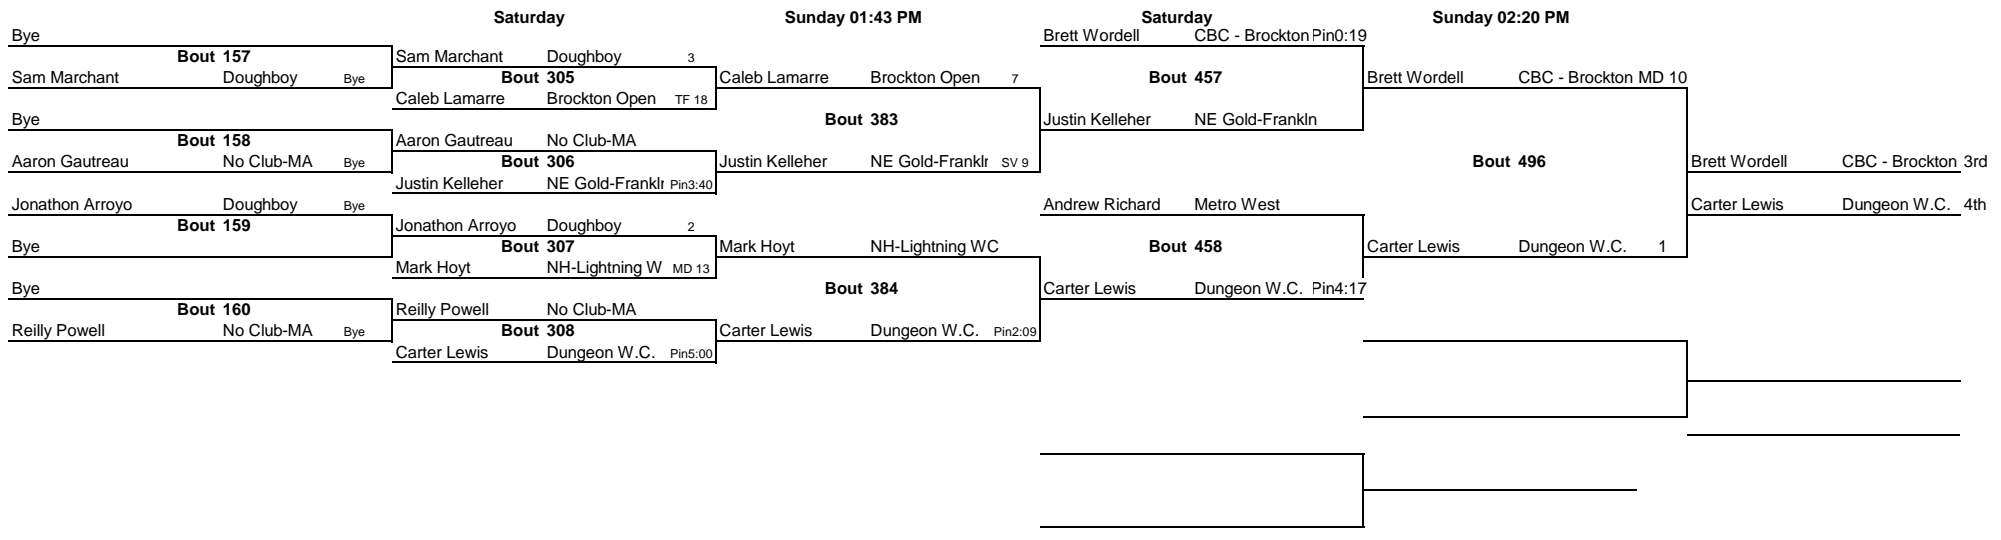 Saturday Sunday 01:43 PM Saturday Sunday 02:20 PM
Bye Brett Wordell CBC - Brockton Pin0:19
Bout 157 Sam Marchant Doughboy 3
Sam Marchant Doughboy Bye Bout 305 Caleb Lamarre Brockton Open 7 Bout 457 Brett Wordell CBC - Brockton MD 10
Caleb Lamarre Brockton Open TF 18
Bye Bout 383 Justin Kelleher NE Gold-Frankln
Bout 158 Aaron Gautreau No Club-MA
Aaron Gautreau No Club-MA Bye Bout 306 Justin Kelleher NE Gold-Frankl SV 9 Bout 496 Brett Wordell CBC - Brockton 3rd
Justin Kelleher NE Gold-Frankl Pin3:40
Jonathon Arroyo Doughboy Bye Andrew Richard Metro West Carter Lewis Dungeon W.C. 4th
Bout 159 Jonathon Arroyo Doughboy 2
Bye Bout 307 Mark Hoyt NH-Lightning WC Bout 458 Carter Lewis Dungeon W.C. 1
Mark Hoyt NH-Lightning W MD 13
Bye Bout 384 Carter Lewis Dungeon W.C. Pin4:17
Bout 160 Reilly Powell No Club-MA
Reilly Powell No Club-MA Bye Bout 308 Carter Lewis Dungeon W.C. Pin2:09
Carter Lewis Dungeon W.C. Pin5:00